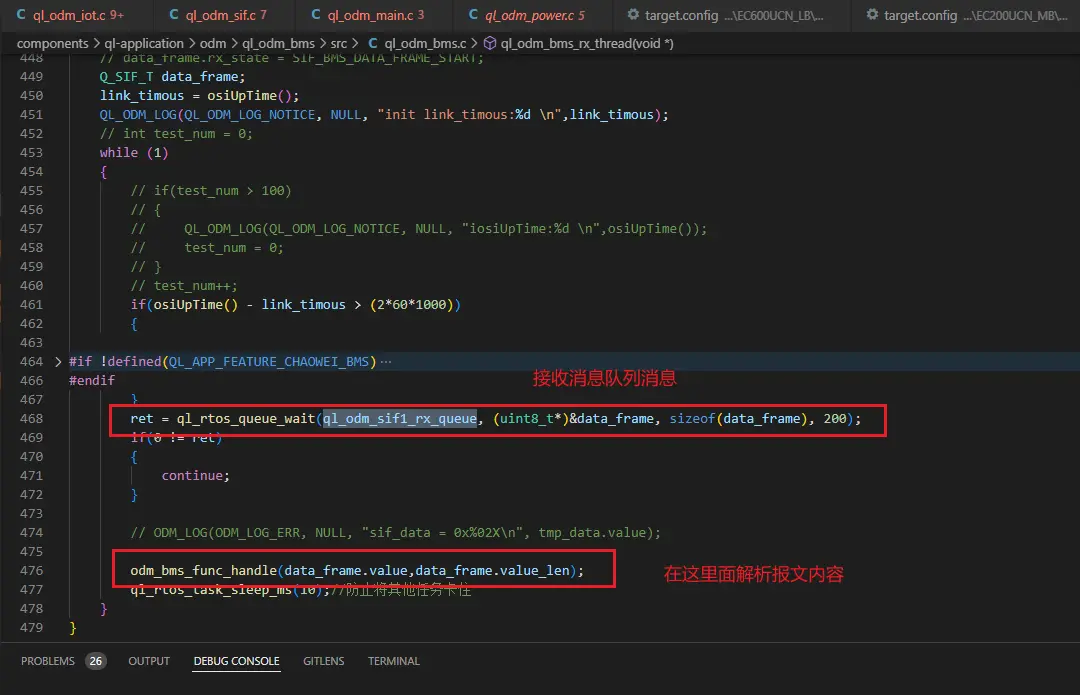 C ql_odm_iot.c 9+ C ql_odm_sif.c 7 C ql_odm_main.c 3 C ql_odm_power.c 5 target.config ...\EC600UCN_LB\... target.config ...\EC200UCN_MB\...
components > ql-application > odm > ql_odm_bms > src > C ql_odm_bms.c > ql_odm_bms_rx_thread(void *)
448 // data_frame.rx_state = SIF_BMS_DATA_FRAME_START;
449 Q_SIF_T data_frame;
450 link_timous = osiUpTime();
451 QL_ODM_LOG(QL_ODM_LOG_NOTICE, NULL, "init link_timous:%d \n",link_timous);
452 // int test_num = 0;
453 while (1)
454 {
455 // if(test_num > 100)
456 // {
457 // QL_ODM_LOG(QL_ODM_LOG_NOTICE, NULL, "iosiUpTime:%d \n",osiUpTime());
458 // test_num = 0;
459 // }
460 // test_num++;
461 if(osiUpTime() - link_timous > (2*60*1000))
462 {
463
464 > #if !defined(QL_APP_FEATURE_CHAOWEI_BMS) ...
466 #endif
接收消息队列消息
467 }
468 ret = ql_rtos_queue_wait(ql_odm_sif1_rx_queue, (uint8_t*)&data_frame, sizeof(data_frame), 200);
469 if(0 != ret)
470 {
471 continue;
472 }
473
474 // ODM_LOG(ODM_LOG_ERR, NULL, "sif_data = 0x%02X\n", tmp_data.value);
475
476 odm_bms_func_handle(data_frame.value,data_frame.value_len);
在这里面解析报文内容
477 ql_rtos_task_sleep_ms(10);//防止将其他任务卡住
478 }
479 }
PROBLEMS 26 OUTPUT DEBUG CONSOLE GITLENS TERMINAL